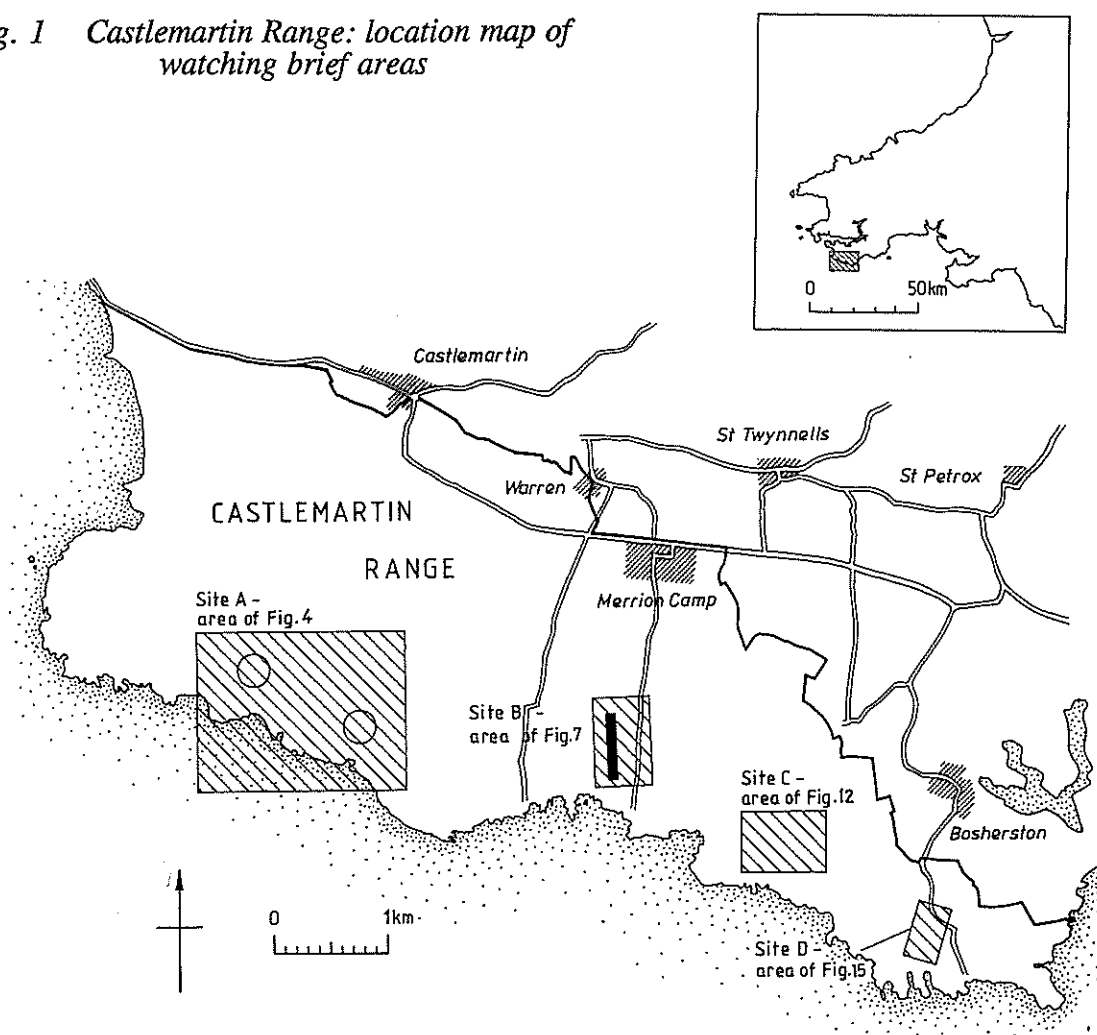 g. 1 Castlemartin Range: location map of
watching brief areas
0 50km
Castlemartin
St Twynnells
St Petrox
Warren
CASTLEMARTIN
RANGE
Merrion Camp
Site A -
area of Fig. 4
Site B -
area of Fig.7
Site C -
area of Fig.12
Bosherston
0 1km
Site D -
area of Fig.15